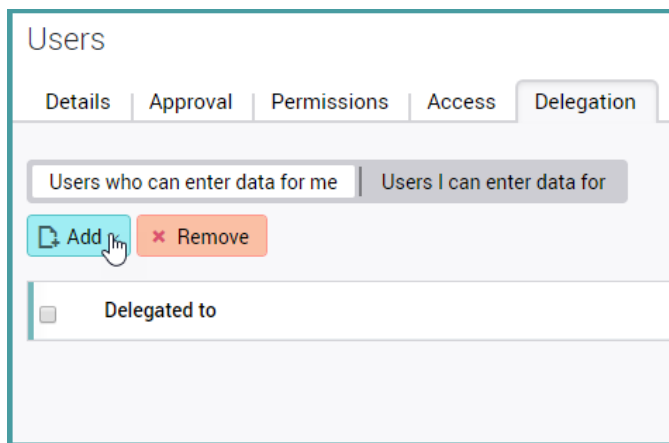 Users
Details Approval Permissions Access Delegation
Users who can enter data for me Users I can enter data for
Add Remove
Delegated to